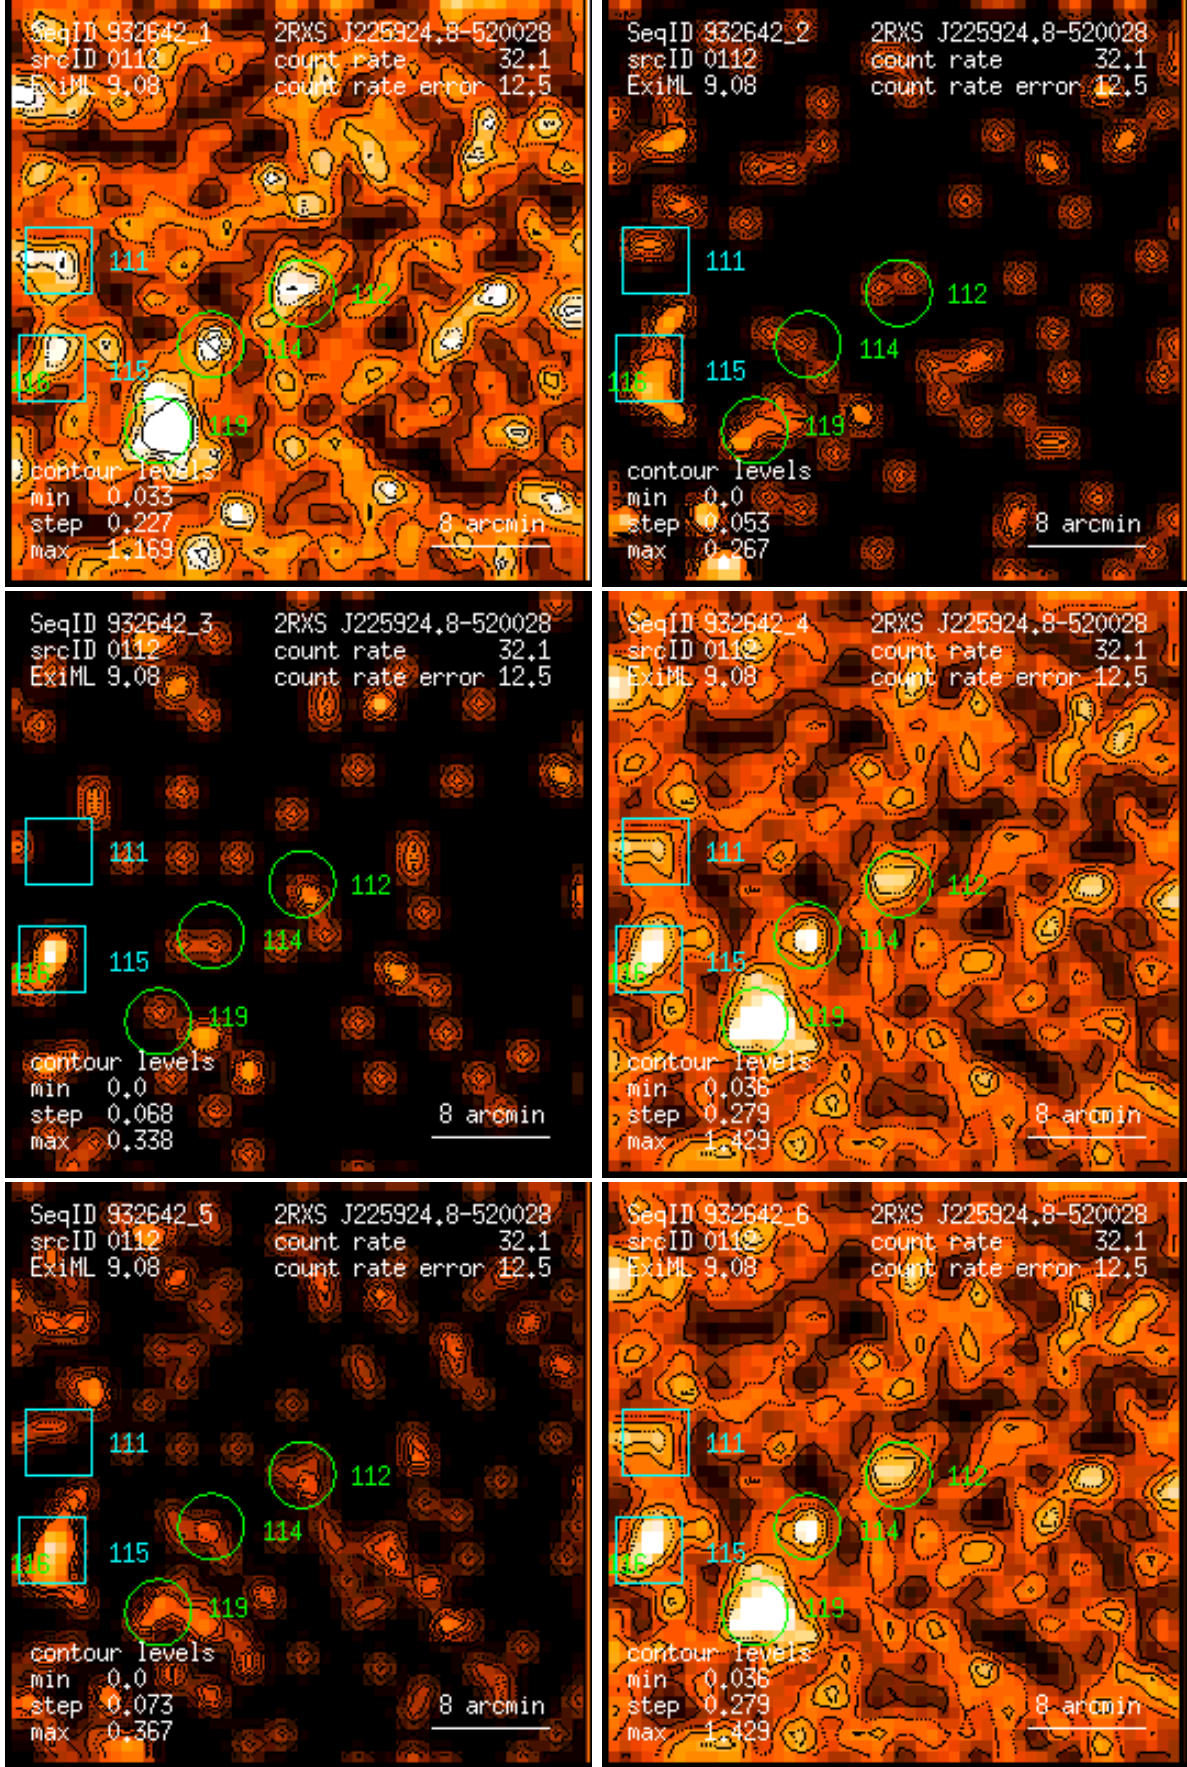 SeqID 932642_1 2RXS J225924.8-520028
srcID 0112 count rate 32.1
ExiML 9.08 count rate error 12.5
111
112
114
115
116
119
contour levels
min 0.033
step 0.227
max 1.169
8 arcmin
SeqID 932642_2 2RXS J225924.8-520028
srcID 0112 count rate 32.1
ExiML 9.08 count rate error 12.5
111
112
114
115
116
119
contour levels
min 0.0
step 0.053
max 0.267
8 arcmin
SeqID 932642_3 2RXS J225924.8-520028
srcID 0112 count rate 32.1
ExiML 9.08 count rate error 12.5
111
112
114
115
116
119
contour levels
min 0.0
step 0.068
max 0.338
8 arcmin
SeqID 932642_4 2RXS J225924.8-520028
srcID 0112 count rate 32.1
ExiML 9.08 count rate error 12.5
111
112
114
115
116
119
contour levels
min 0.036
step 0.279
max 1.429
8 arcmin
SeqID 932642_5 2RXS J225924.8-520028
srcID 0112 count rate 32.1
ExiML 9.08 count rate error 12.5
111
112
114
115
116
119
contour levels
min 0.0
step 0.073
max 0.367
8 arcmin
SeqID 932642_6 2RXS J225924.8-520028
srcID 0112 count rate 32.1
ExiML 9.08 count rate error 12.5
111
112
114
115
116
119
contour levels
min 0.036
step 0.279
max 1.429
8 arcmin